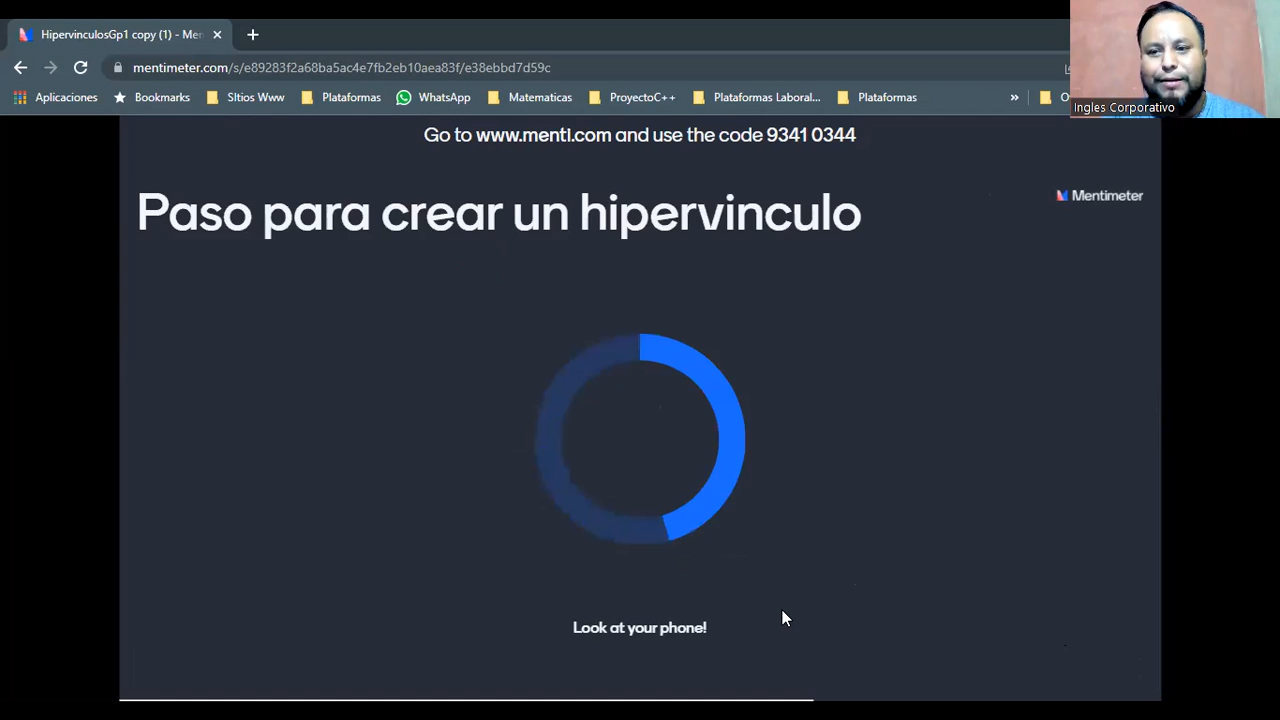 HipervinculosGp1 copy (1) - Men
mentimeter.com/s/e89283f2a68ba5ac4e7fb2eb10aea83f/e38ebbd7d59c
Aplicaciones
Bookmarks
SItios Www
Plataformas
WhatsApp
Matematicas
ProyectoC++
Plataformas Laboral...
Plataformas
»
Ingles Corporativo
Go to www.menti.com and use the code 9341 0344
Paso para crear un hipervinculo
Mentimeter
Look at your phone!